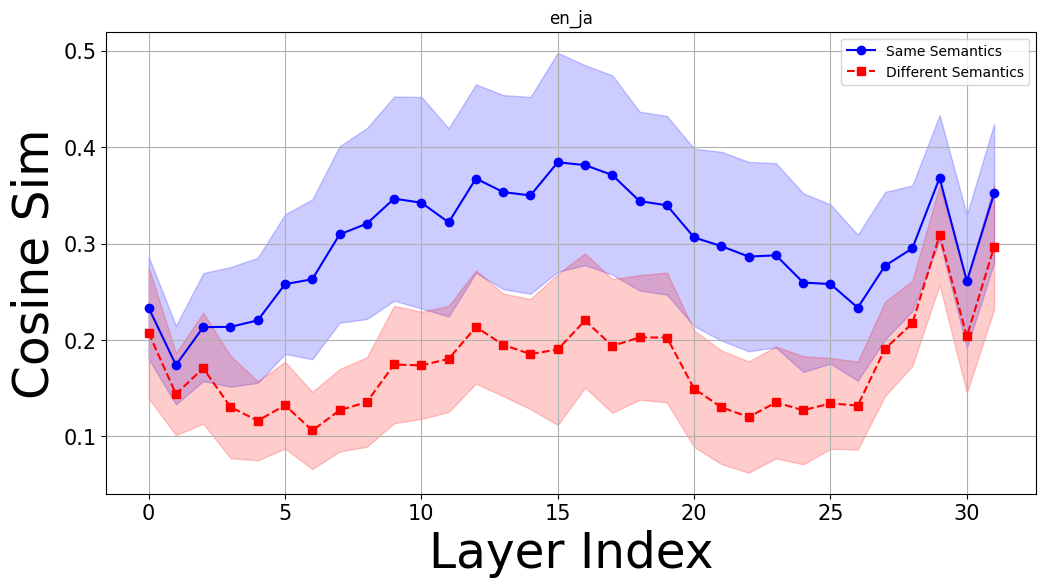 en_ja
Same Semantics
Different Semantics
Cosine Sim
0.5
0.4
0.3
0.2
0.1
0 5 10 15 20 25 30
Layer Index